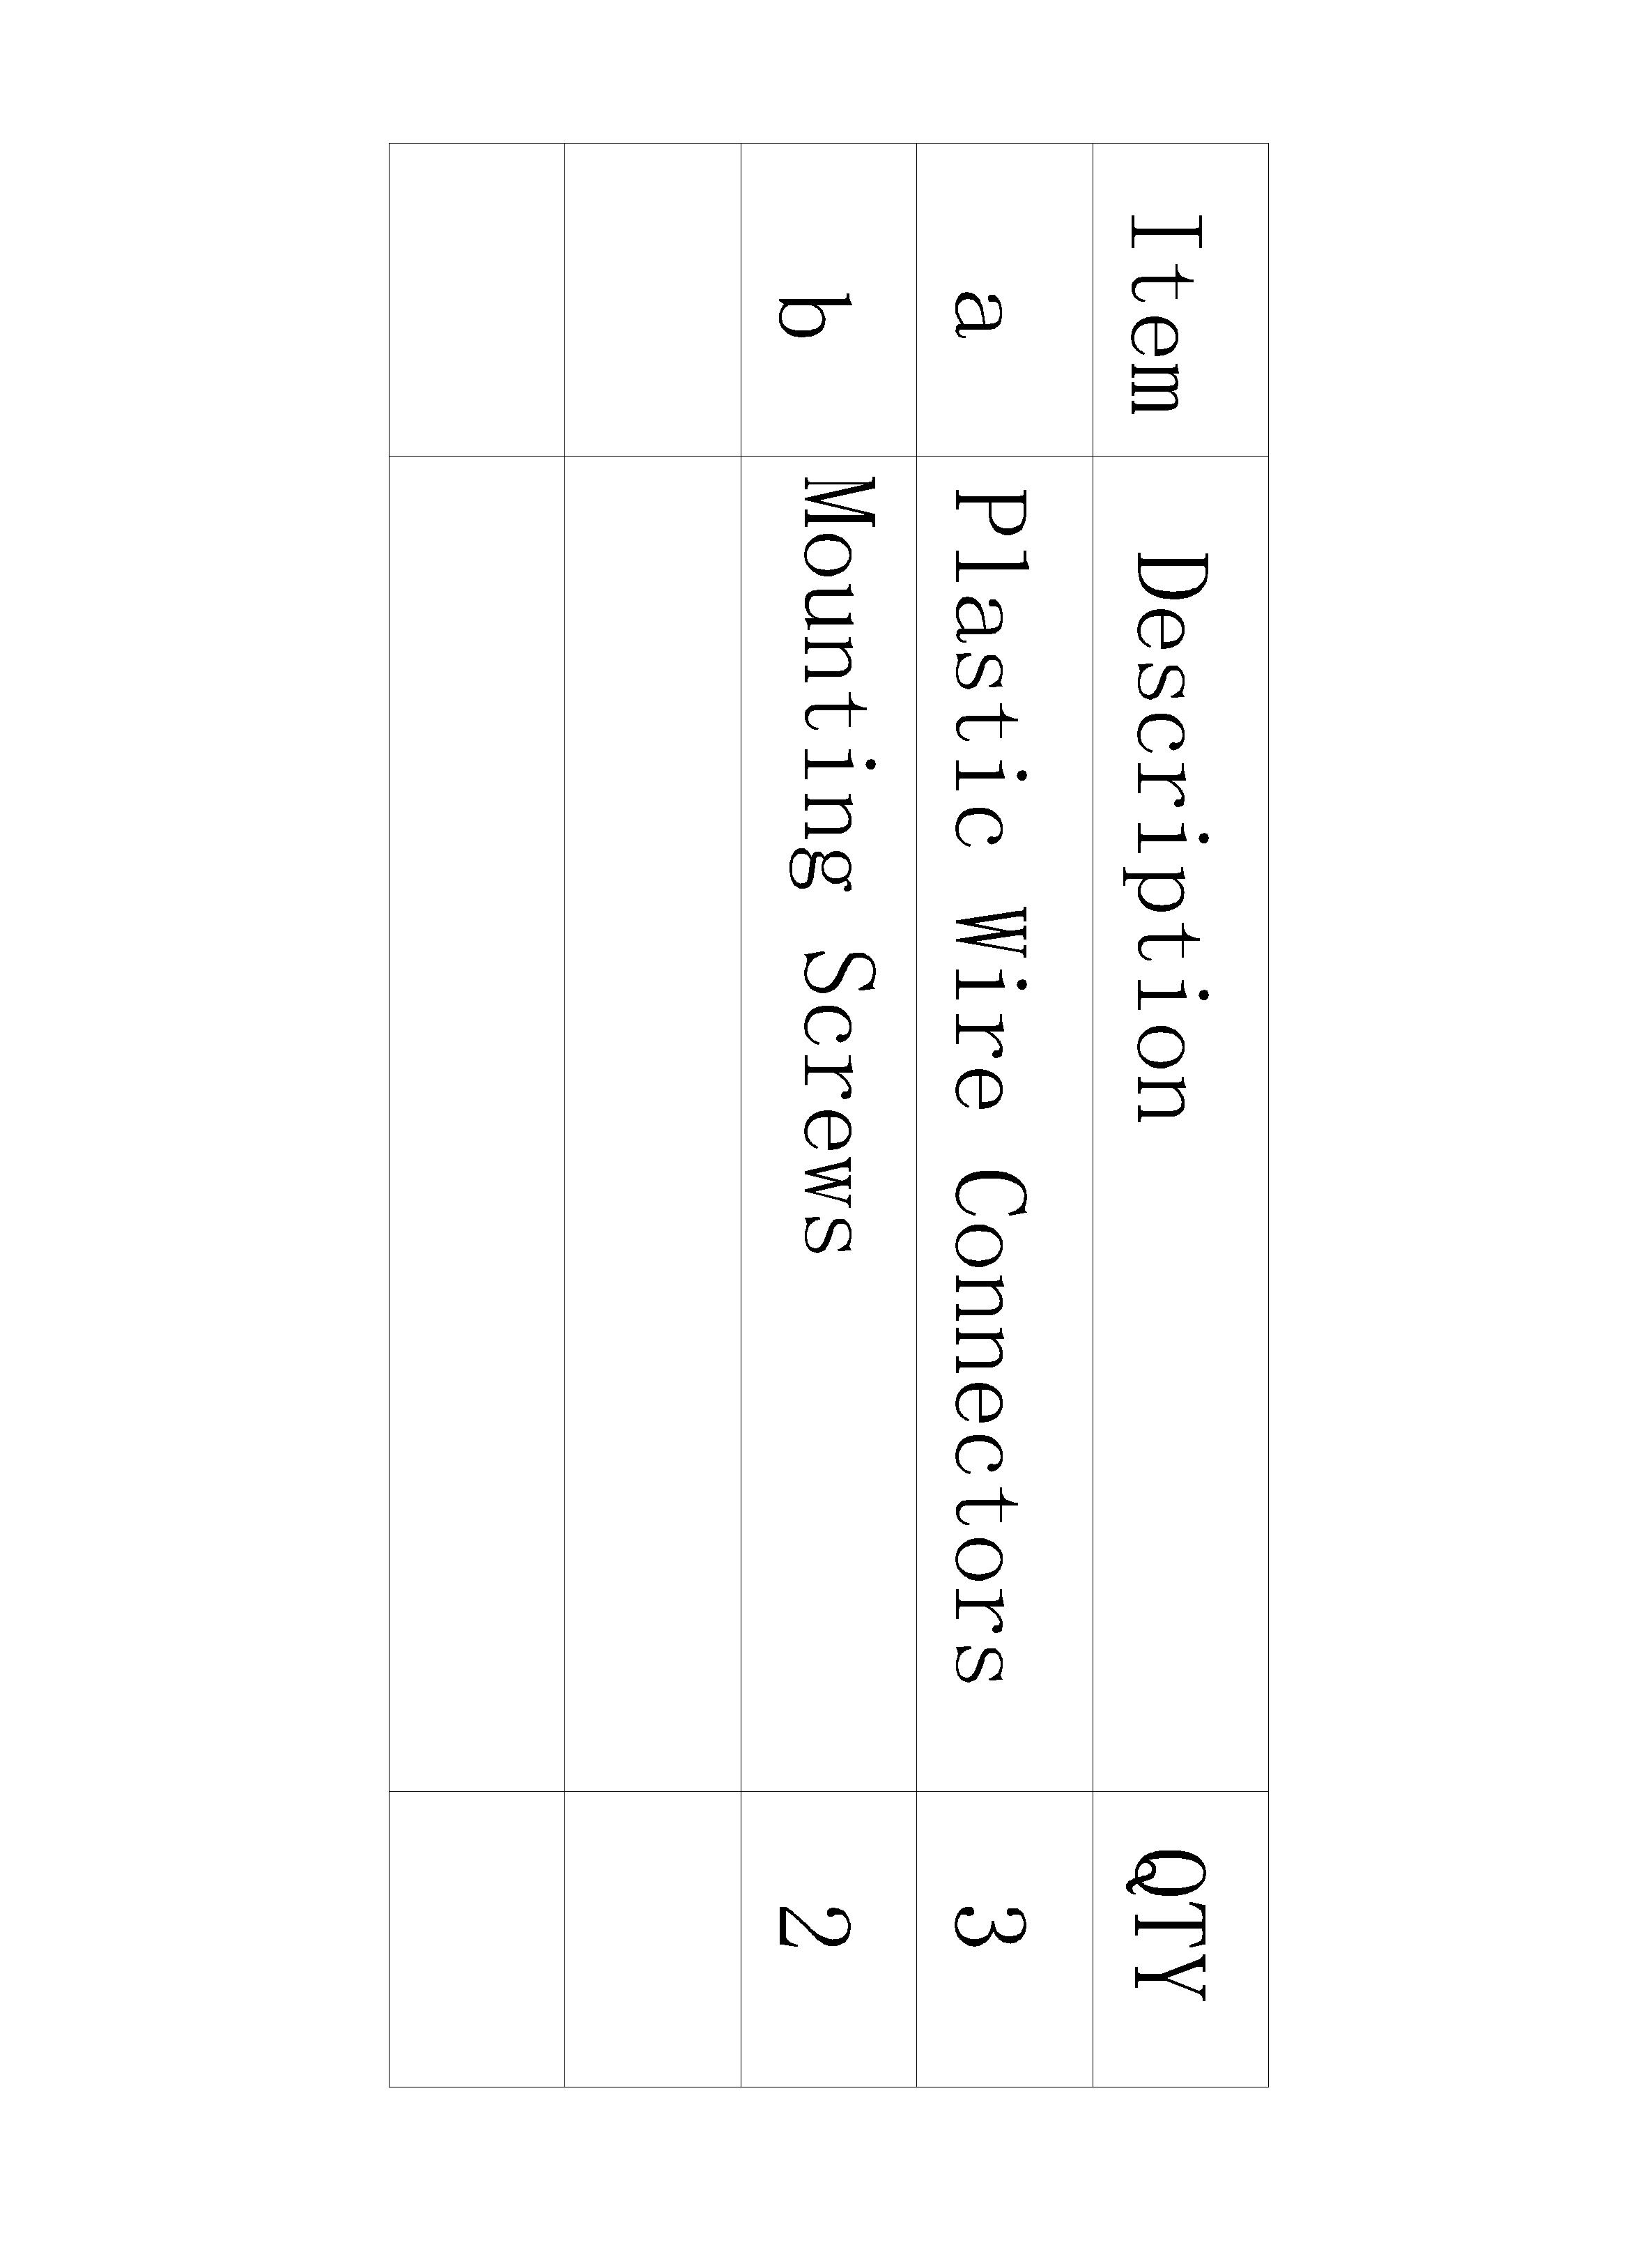 Item Description QTY
a Plastic Wire Connectors 3
b Mounting Screws 2